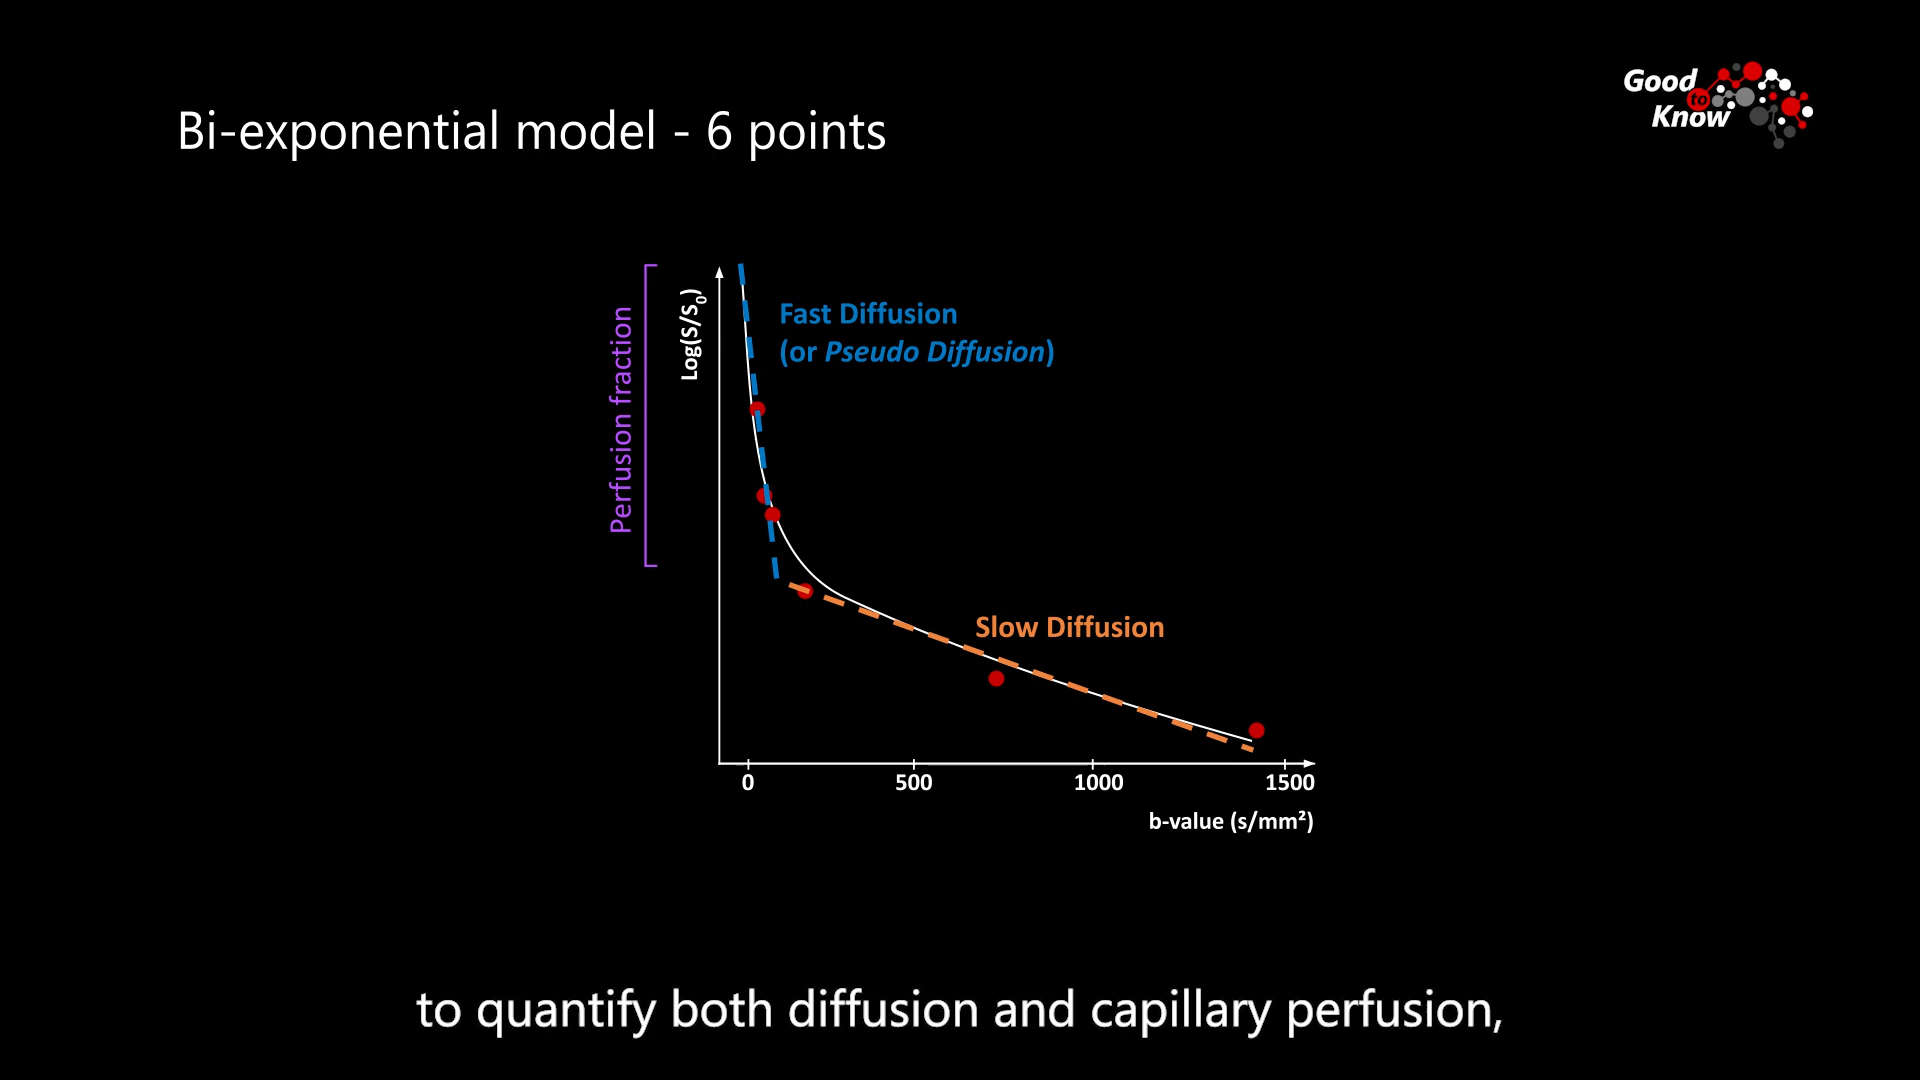 Good
to
Know
Bi-exponential model - 6 points
Perfusion fraction
Log(S/S₀)
Fast Diffusion
(or Pseudo Diffusion)
Slow Diffusion
0 500 1000 1500
b-value (s/mm²)
to quantify both diffusion and capillary perfusion,